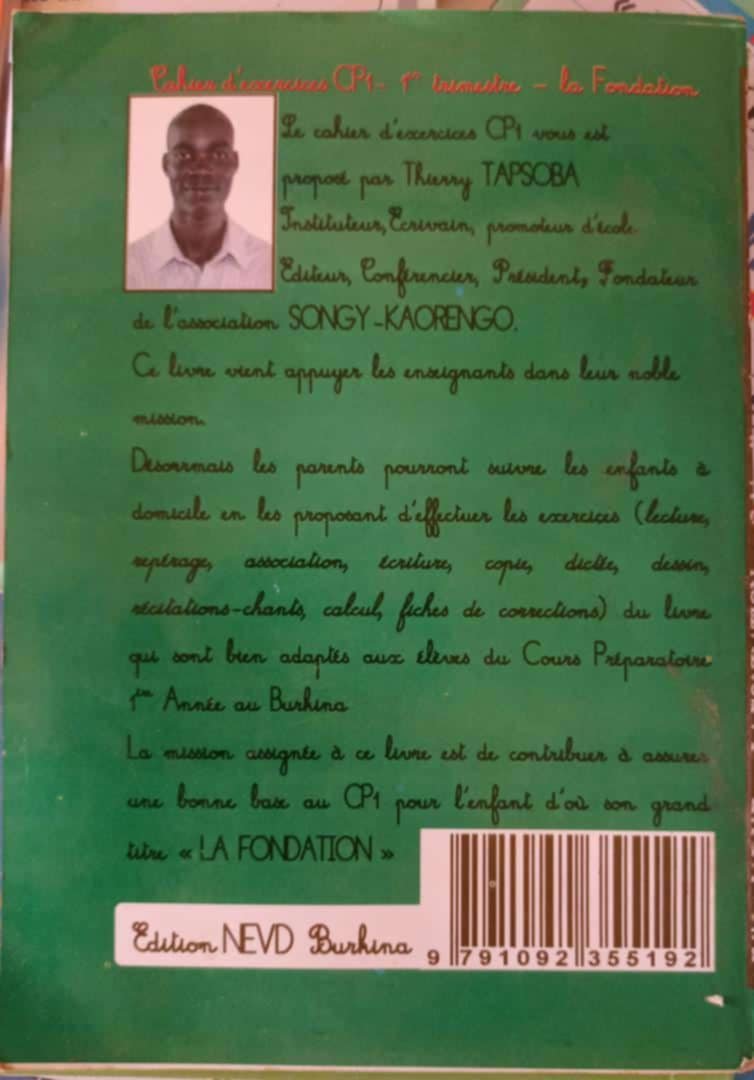 Cahier d'exercices CP1- 1er trimestre - la Fondation
Le cahier d'exercices CP1 vous est
proposé par Thierry TAPSOBA
Instituteur, Écrivain, promoteur d'école
Éditeur, Conférencier, Président, Fondateur
de l'association SONGY-KAORENGO.
Ce livre vient appuyer les enseignants dans leur noble
mission.
Désormais les parents pourront suivre les enfants à
domicile en les proposant d'effectuer les exercices (lecture,
repérage, association, écriture, copie, dictée, dessin,
récitations-chants, calcul, fiches de corrections) du livre
qui sont bien adaptés aux élèves du Cours Préparatoire
1ère Année au Burkina
La mission assignée à ce livre est de contribuer à assurer
une bonne base au CP1 pour l'enfant d'où son grand
titre « LA FONDATION »
Édition NEVD Burkina
9 791092 355192